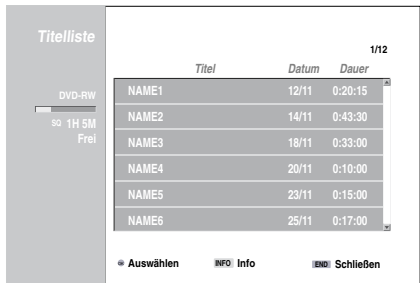 Titelliste
1/12
Titel Datum Dauer
DVD-RW
SQ 1H 5M
Frei
NAME1 12/11 0:20:15
NAME2 14/11 0:43:30
NAME3 18/11 0:33:00
NAME4 20/11 0:10:00
NAME5 23/11 0:15:00
NAME6 25/11 0:17:00
OK Auswählen INFO Info END Schließen